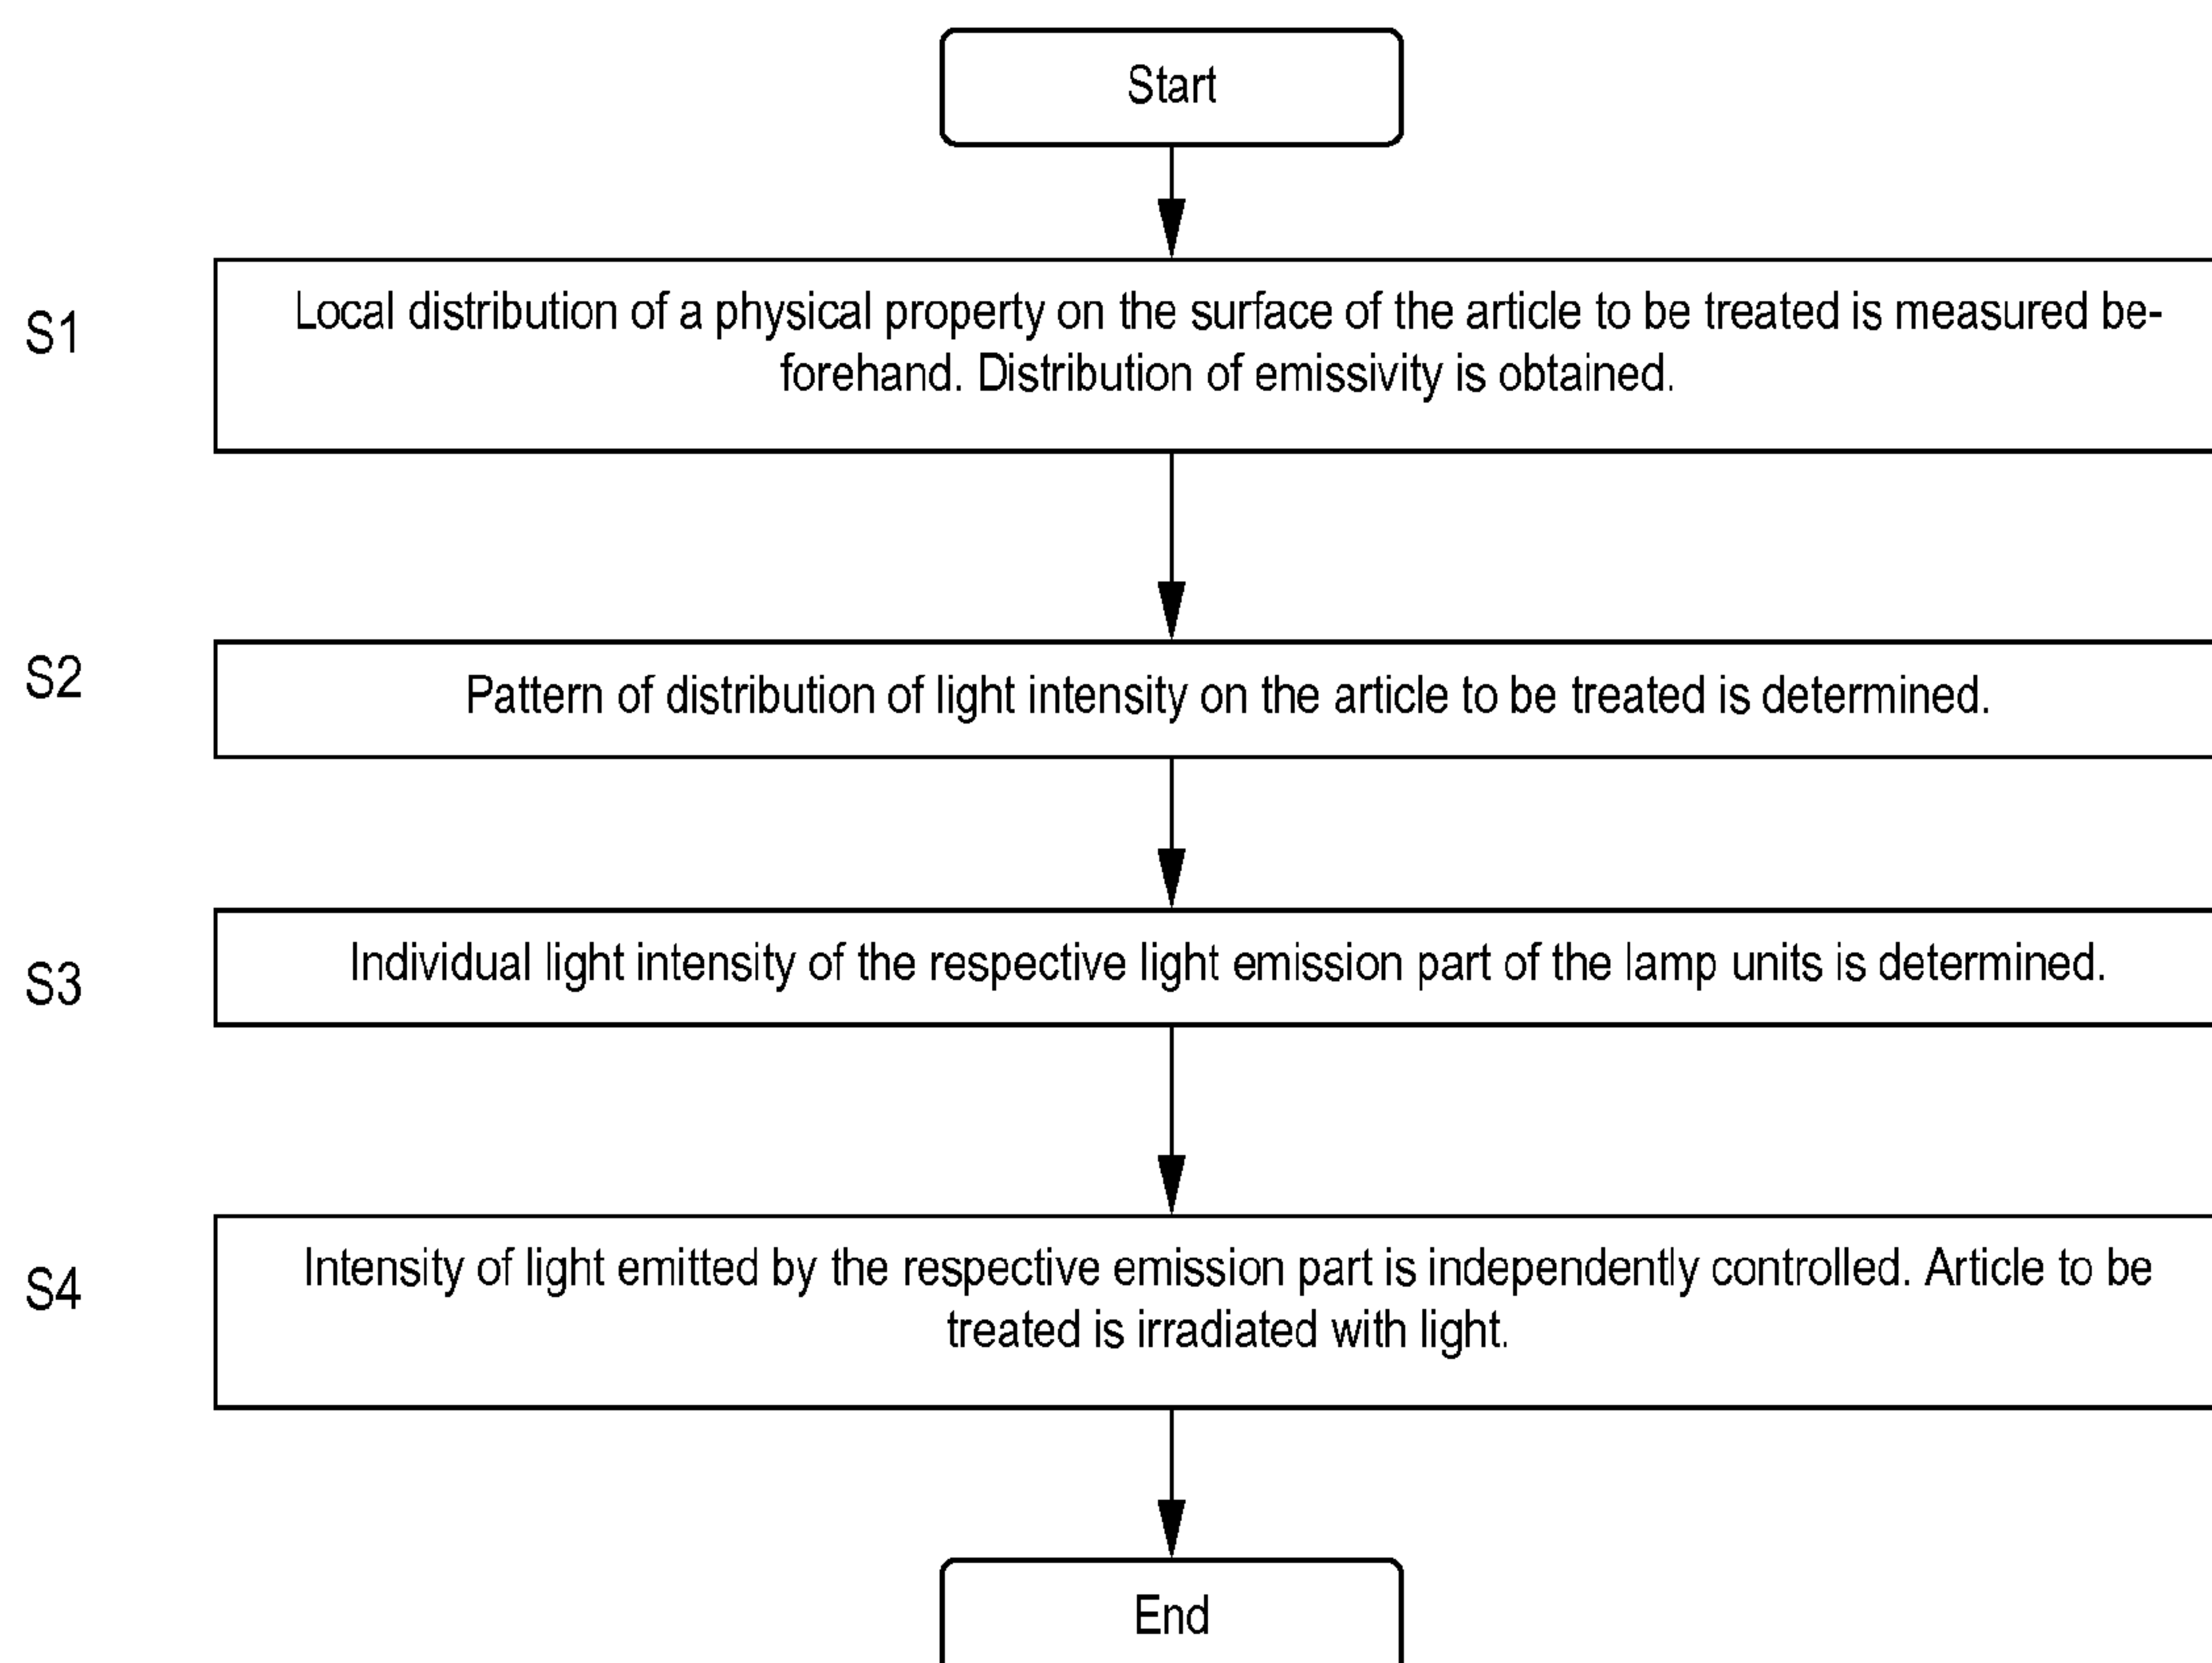 Start
S1
Local distribution of a physical property on the surface of the article to be treated is measured be-
forehand. Distribution of emissivity is obtained.
S2
Pattern of distribution of light intensity on the article to be treated is determined.
S3
Individual light intensity of the respective light emission part of the lamp units is determined.
S4
Intensity of light emitted by the respective emission part is independently controlled. Article to be
treated is irradiated with light.
End